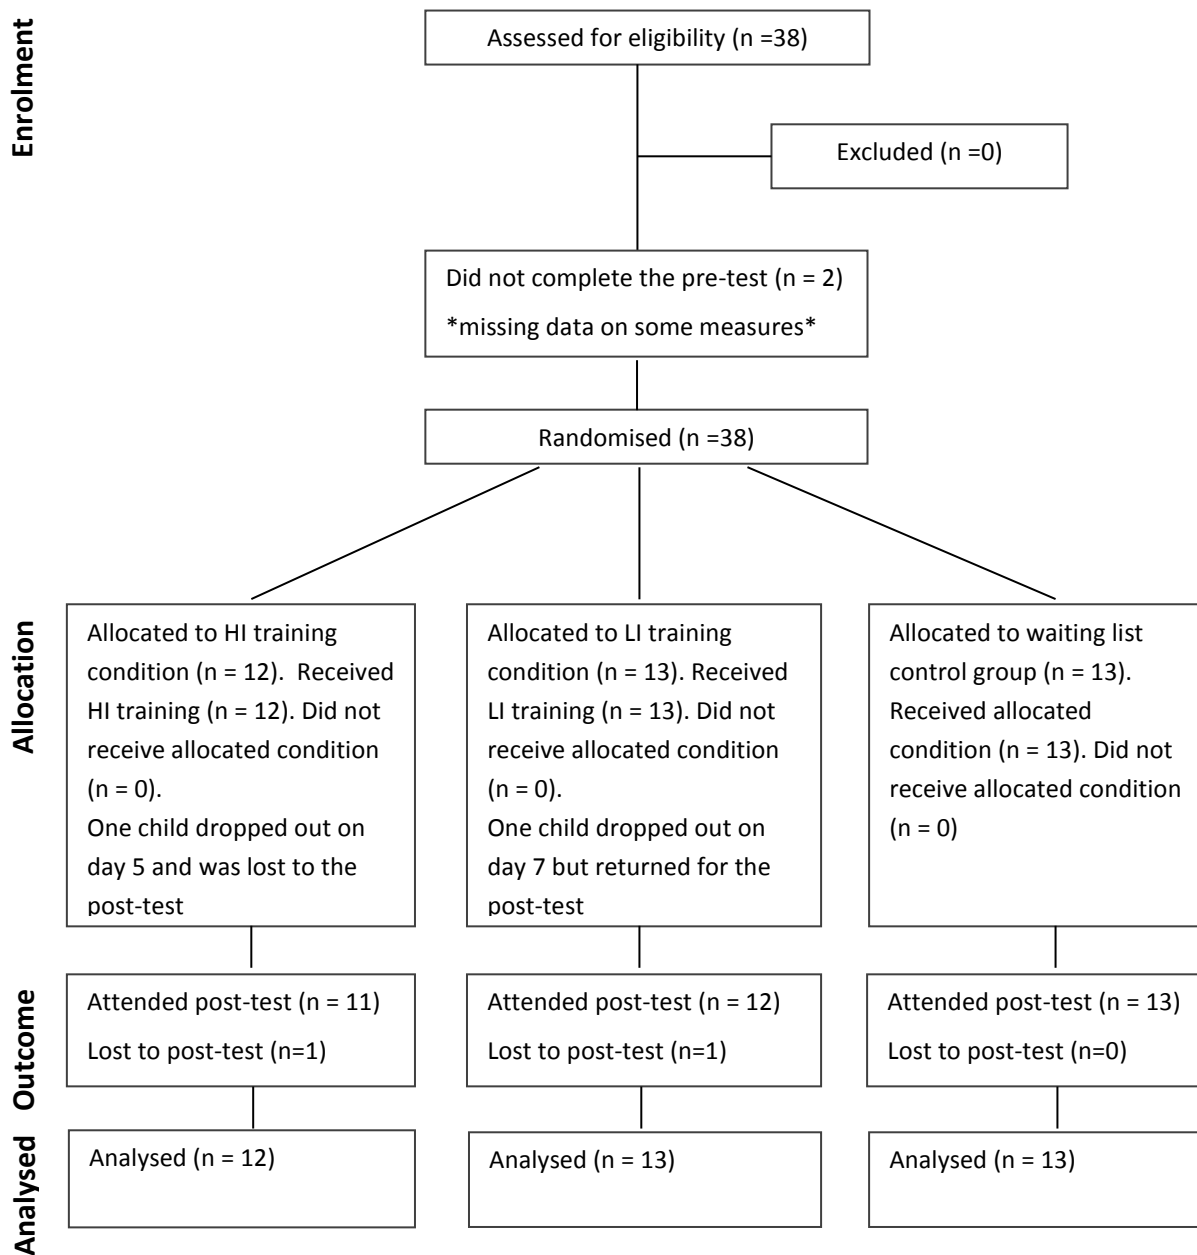 Enrolment
Assessed for eligibility (n =38)
Excluded (n =0)
Did not complete the pre-test (n = 2)
*missing data on some measures*
Randomised (n =38)
Allocation
Allocated to HI training
condition (n = 12).  Received
HI training (n = 12). Did not
receive allocated condition
(n = 0).
One child dropped out on
day 5 and was lost to the
post-test
Allocated to LI training
condition (n = 13). Received
LI training (n = 13). Did not
receive allocated condition
(n = 0).
One child dropped out on
day 7 but returned for the
post-test
Allocated to waiting list
control group (n = 13).
Received allocated
condition (n = 13). Did not
receive allocated condition
(n = 0)
Outcome
Attended post-test (n = 11)
Lost to post-test (n=1)
Attended post-test (n = 12)
Lost to post-test (n=1)
Attended post-test (n = 13)
Lost to post-test (n=0)
Analysed
Analysed (n = 12)
Analysed (n = 13)
Analysed (n = 13)